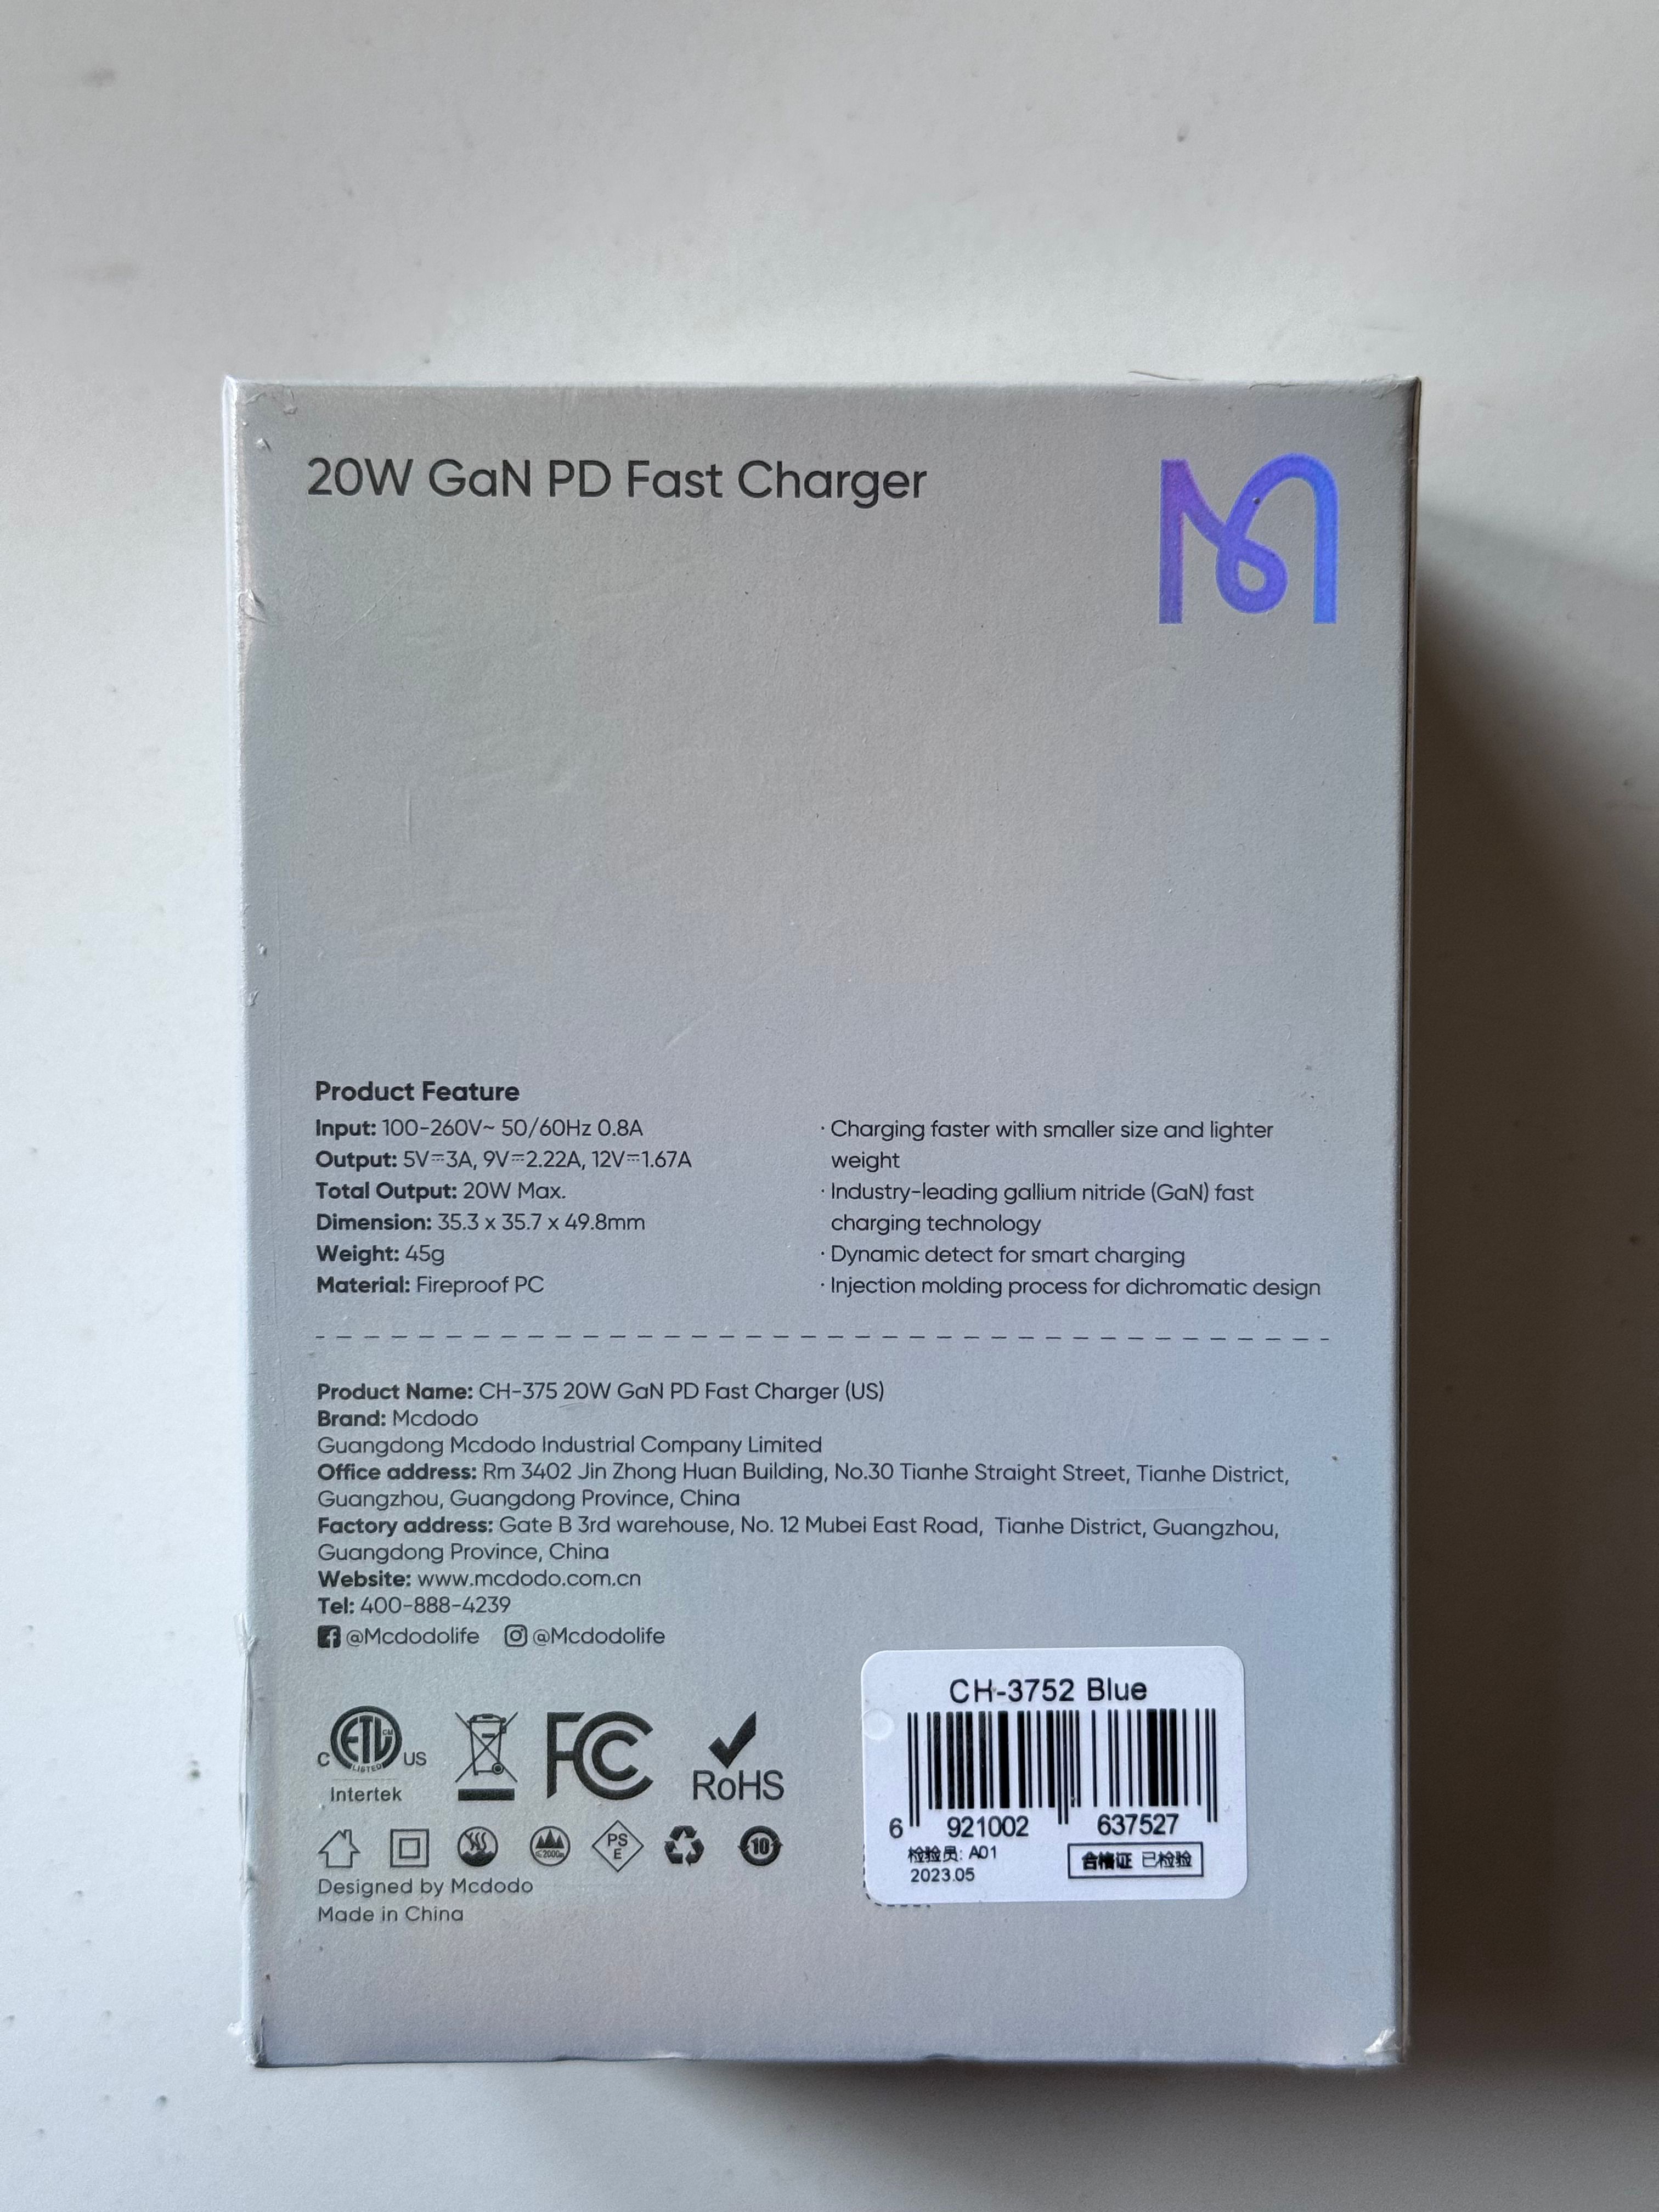 20W GaN PD Fast Charger
Product Feature
Input: 100-260V~ 50/60Hz 0.8A
Output: 5V⎓3A, 9V⎓2.22A, 12V⎓1.67A
Total Output: 20W Max.
Dimension: 35.3 x 35.7 x 49.8mm
Weight: 45g
Material: Fireproof PC
· Charging faster with smaller size and lighter
weight
· Industry-leading gallium nitride (GaN) fast
charging technology
· Dynamic detect for smart charging
· Injection molding process for dichromatic design
Product Name: CH-375 20W GaN PD Fast Charger (US)
Brand: Mcdodo
Guangdong Mcdodo Industrial Company Limited
Office address: Rm 3402 Jin Zhong Huan Building, No.30 Tianhe Straight Street, Tianhe District,
Guangzhou, Guangdong Province, China
Factory address: Gate B 3rd warehouse, No. 12 Mubei East Road, Tianhe District, Guangzhou,
Guangdong Province, China
Website: www.mcdodo.com.cn
Tel: 400-888-4239
@Mcdodolife @Mcdodolife
C ETL CM US
LISTED
Intertek
FC
RoHS
≤2000m
PS
E
10
Designed by Mcdodo
Made in China
CH-3752 Blue
6 921002 637527
检验员: A01
2023.05
合格证 已检验